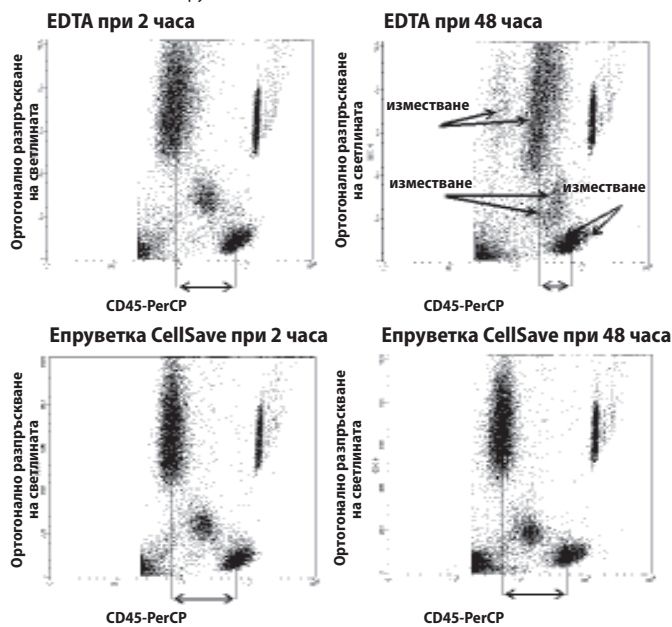 EDTA при 2 часа
EDTA при 48 часа
Ортогонално разпръскване
на светлината
CD45-PerCP
Ортогонално разпръскване
на светлината
изместване
изместване
изместване
CD45-PerCP
Епруветка CellSave при 2 часа
Епруветка CellSave при 48 часа
Ортогонално разпръскване
на светлината
CD45-PerCP
Ортогонално разпръскване
на светлината
CD45-PerCP